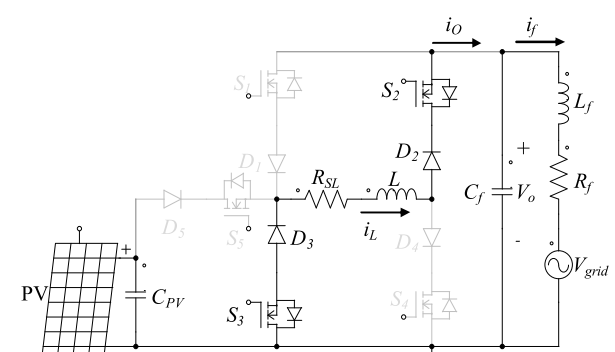 i_O
i_f
S_1
S_2
L_f
D_1
D_2
R_SL
L
C_f
+
V_o
-
R_f
D_5
S_5
i_L
D_3
D_4
V_grid
PV
+
C_PV
S_3
S_4